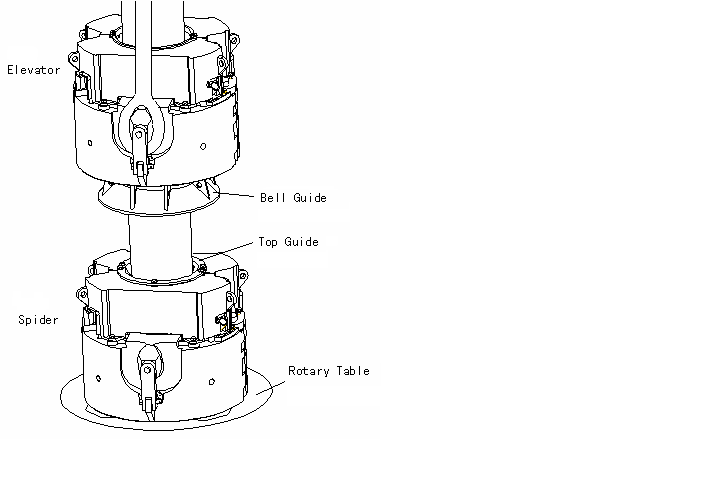 Elevator
Bell Guide
Top Guide
Spider
Rotary Table